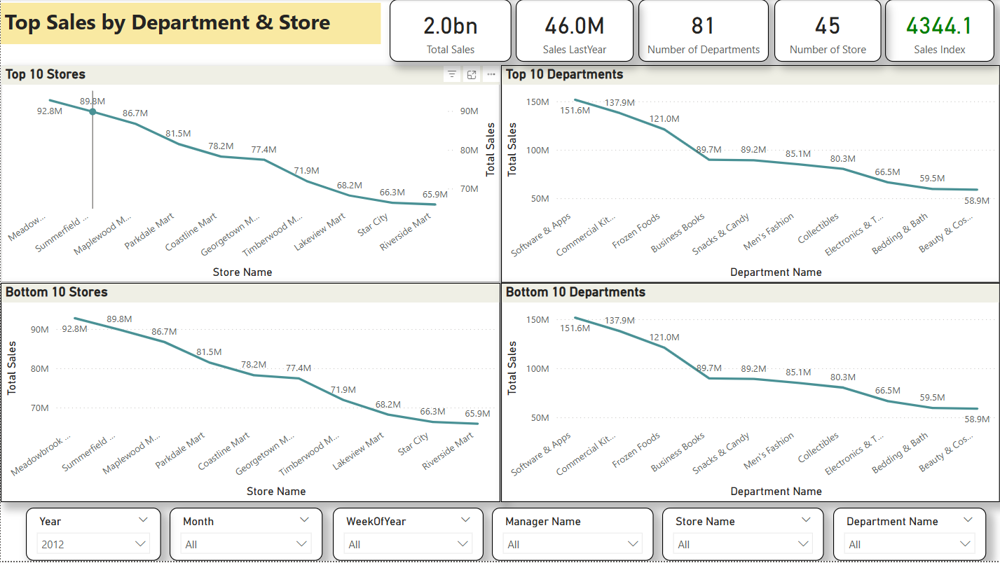 Top Sales by Department & Store
2.0bn
Total Sales
46.0M
Sales LastYear
81
Number of Departments
45
Number of Store
4344.1
Sales Index
Top 10 Stores
92.8M
89.8M
86.7M
81.5M
78.2M
77.4M
71.9M
68.2M
66.3M
65.9M
90M
80M
70M
Total Sales
Meadow...
Summerfield ...
Maplewood M...
Parkdale Mart
Coastline Mart
Georgetown M...
Timberwood M...
Lakeview Mart
Star City
Riverside Mart
Store Name
Top 10 Departments
150M
100M
50M
Total Sales
151.6M
137.9M
121.0M
89.7M
89.2M
85.1M
80.3M
66.5M
59.5M
58.9M
Software & Apps
Commercial Kit...
Frozen Foods
Business Books
Snacks & Candy
Men's Fashion
Collectibles
Electronics & T...
Bedding & Bath
Beauty & Cos...
Department Name
Bottom 10 Stores
90M
80M
70M
Total Sales
92.8M
89.8M
86.7M
81.5M
78.2M
77.4M
71.9M
68.2M
66.3M
65.9M
Meadowbrook ...
Summerfield ...
Maplewood M...
Parkdale Mart
Coastline Mart
Georgetown M...
Timberwood M...
Lakeview Mart
Star City
Riverside Mart
Store Name
Bottom 10 Departments
150M
100M
50M
Total Sales
151.6M
137.9M
121.0M
89.7M
89.2M
85.1M
80.3M
66.5M
59.5M
58.9M
Software & Apps
Commercial Kit...
Frozen Foods
Business Books
Snacks & Candy
Men's Fashion
Collectibles
Electronics & T...
Bedding & Bath
Beauty & Cos...
Department Name
Year
2012
Month
All
WeekOfYear
All
Manager Name
All
Store Name
All
Department Name
All